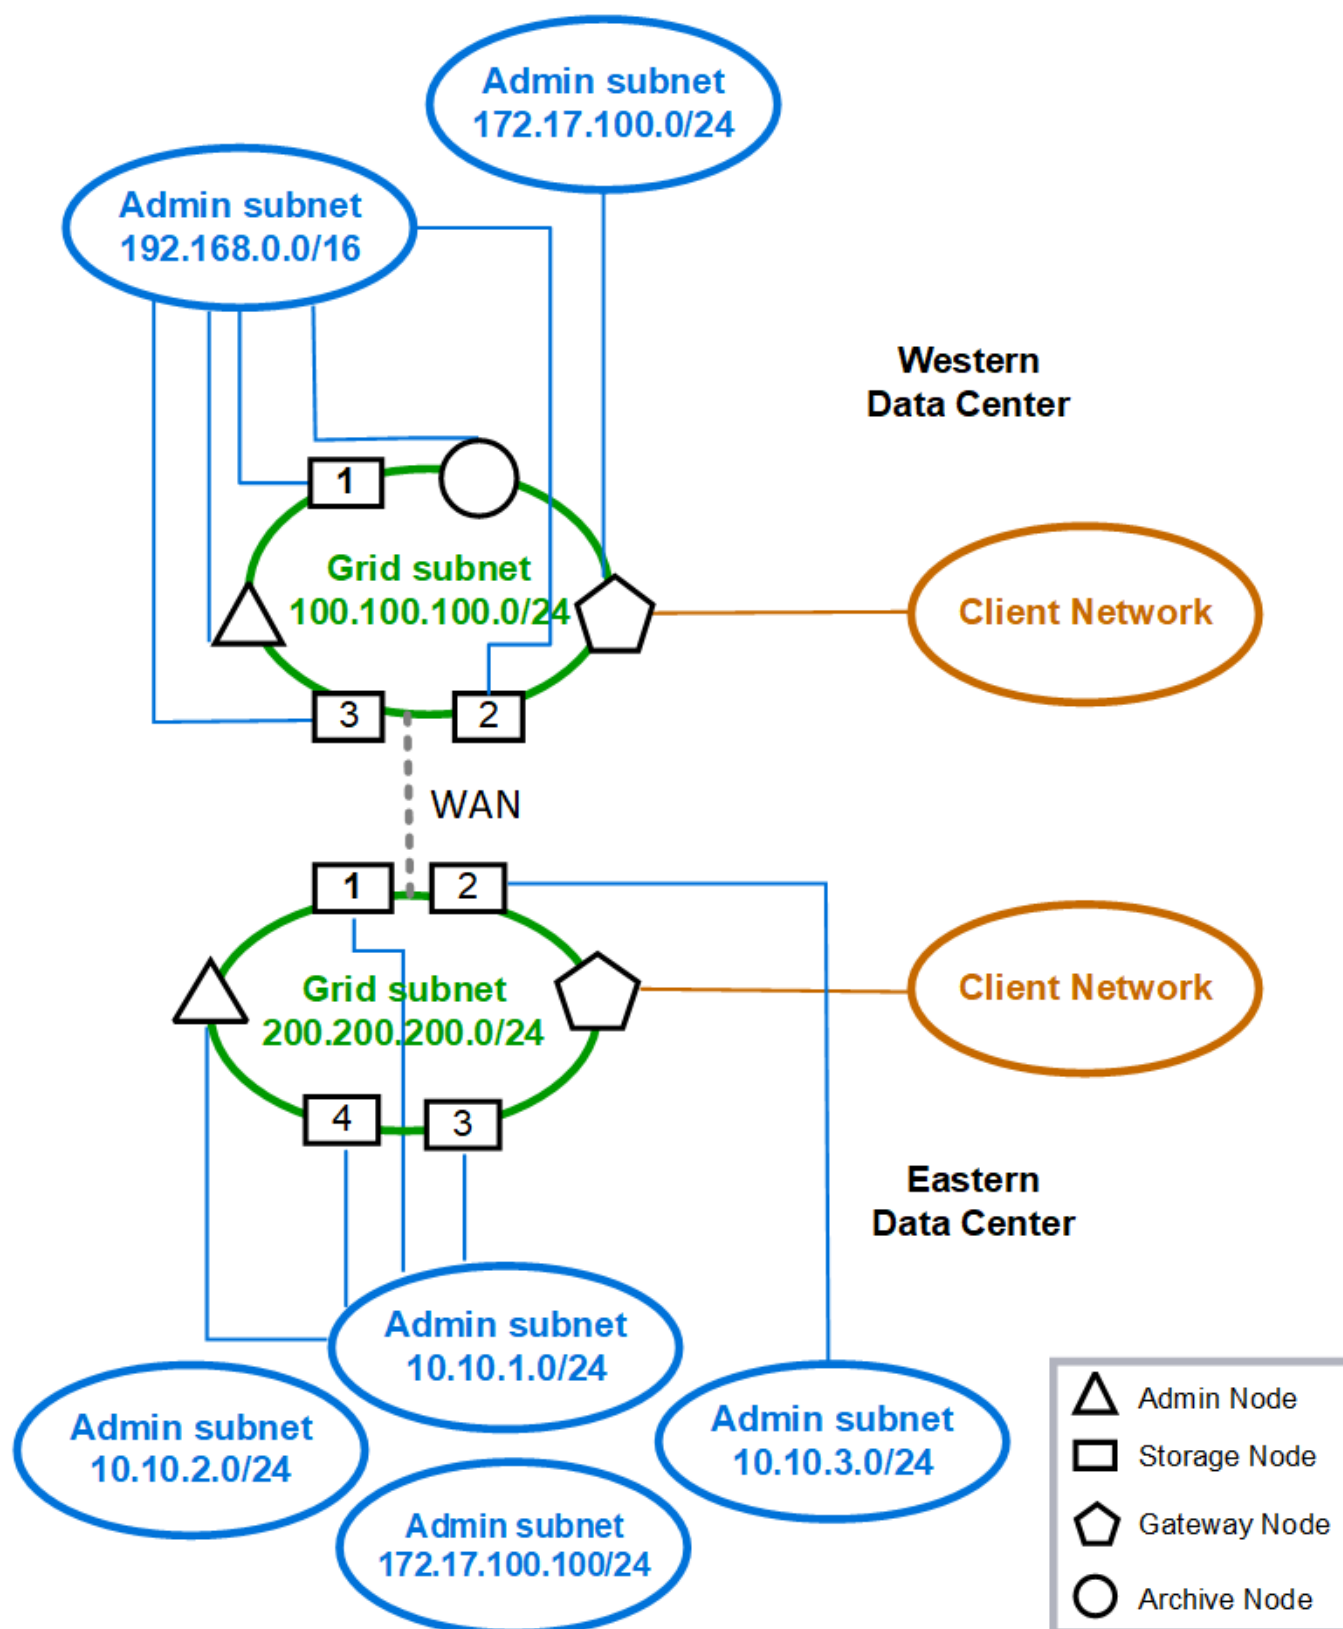 Admin subnet
172.17.100.0/24
Admin subnet
192.168.0.0/16
Western
Data Center
1
Grid subnet
100.100.100.0/24
Client Network
3
2
WAN
1
2
Grid subnet
200.200.200.0/24
Client Network
4
3
Eastern
Data Center
Admin subnet
10.10.1.0/24
Admin subnet
10.10.2.0/24
Admin subnet
10.10.3.0/24
Admin subnet
172.17.100.100/24
Admin Node
Storage Node
Gateway Node
Archive Node